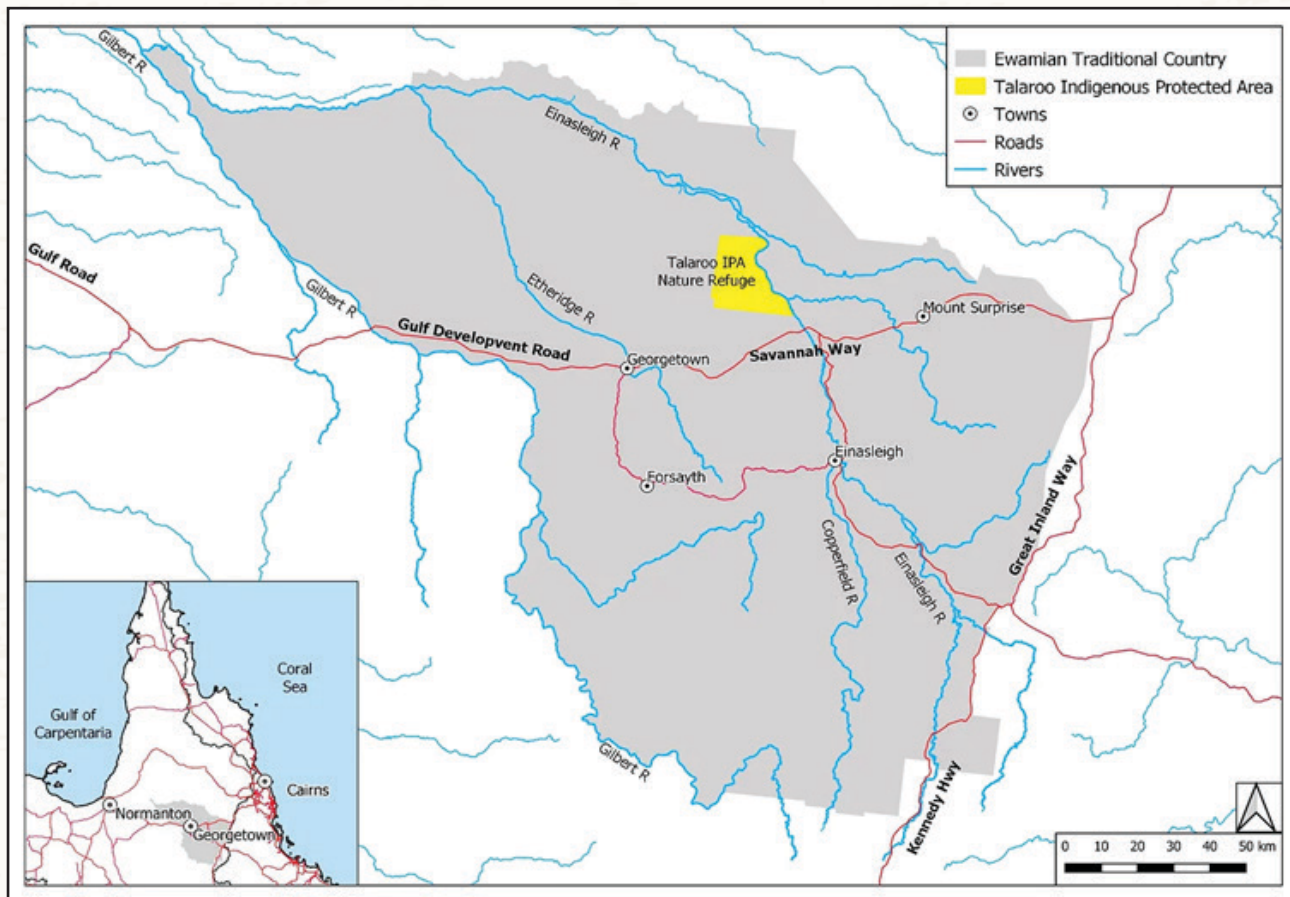 Gilbert R
Ewamian Traditional Country
Talaroo Indigenous Protected Area
Towns
Roads
Rivers
Einasleigh R
Gulf Road
Gilbert R
Etheridge R
Talaroo IPA
Nature Refuge
Mount Surprise
Gulf Developvent Road
Savannah Way
Georgetown
Einasleigh
Forsayth
Great Inland Way
Copperfield R
Einasleigh R
Gilbert R
Kennedy Hwy
Coral
Sea
Gulf of
Carpentaria
Cairns
Normanton
Georgetown
0 10 20 30 40 50 km